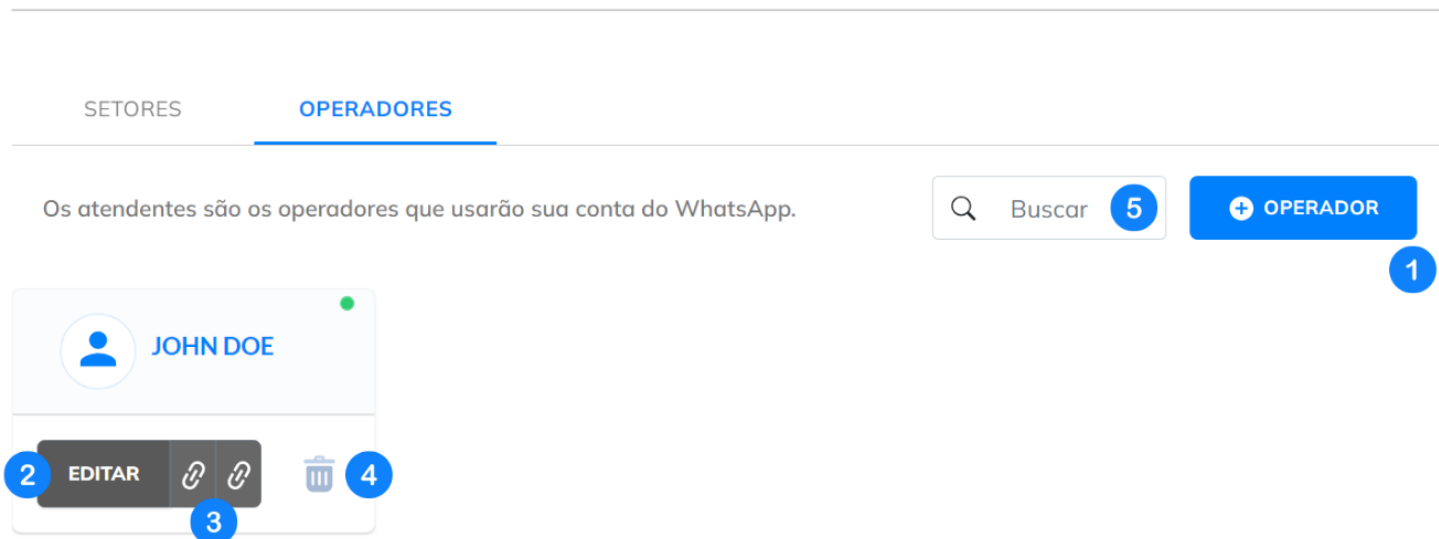 SETORES OPERADORES
Os atendentes são os operadores que usarão sua conta do WhatsApp.
Buscar 5 OPERADOR
1
JOHN DOE
2 EDITAR 4
3